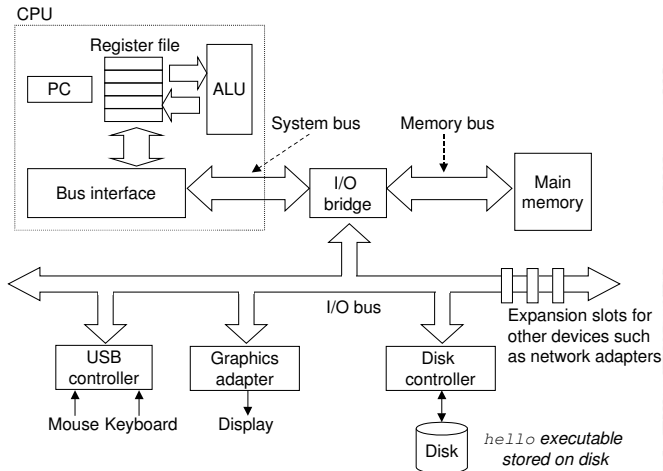 CPU
Register file
PC
ALU
System bus
Memory bus
Bus interface
I/O
bridge
Main
memory
I/O bus
Expansion slots for
other devices such
as network adapters
USB
controller
Graphics
adapter
Disk
controller
Mouse Keyboard
Display
Disk
hello executable
stored on disk